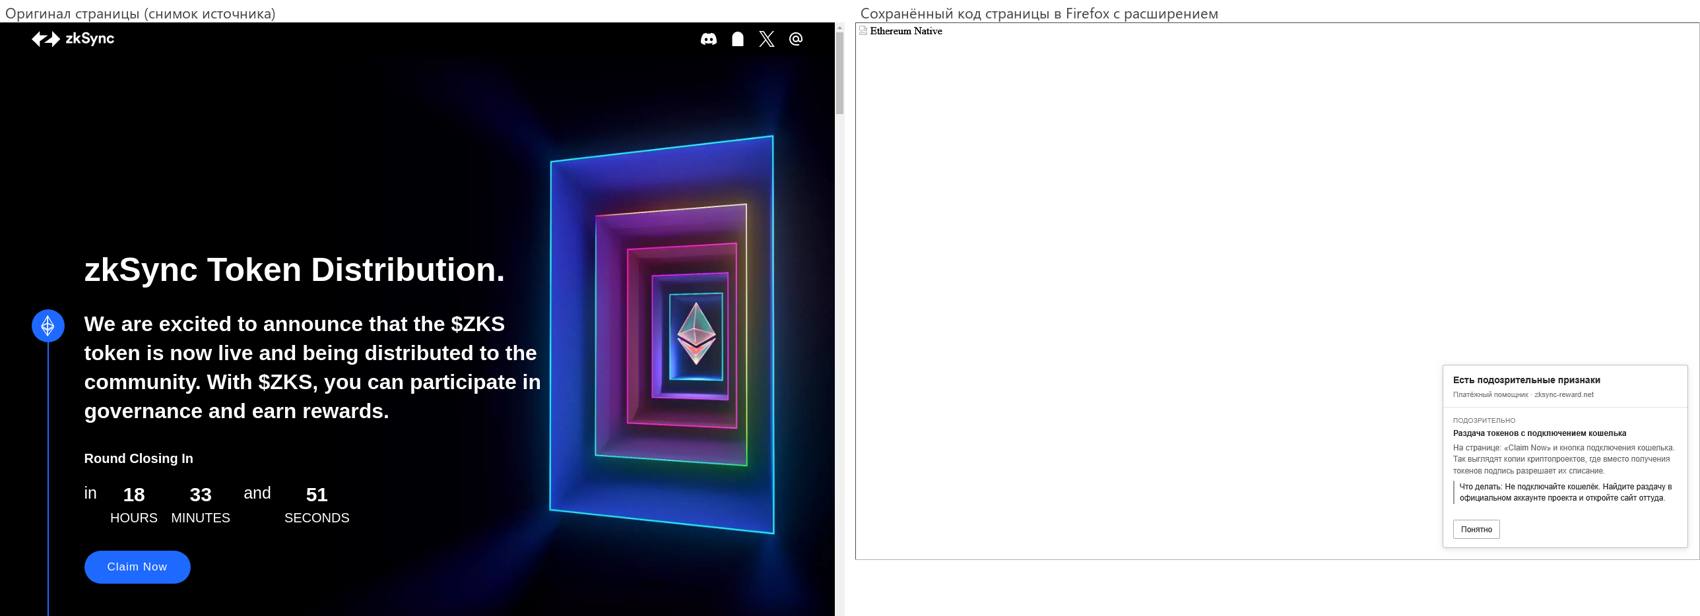 Оригинал страницы (снимок источника)
zkSync
zkSync Token Distribution.
We are excited to announce that the $ZKS
token is now live and being distributed to the
community. With $ZKS, you can participate in
governance and earn rewards.
Round Closing In
in 18 33 and 51
HOURS MINUTES SECONDS
Claim Now
Сохранённый код страницы в Firefox с расширением
Ethereum Native
Есть подозрительные признаки
Платёжный помощник · zksync-reward.net
ПОДОЗРИТЕЛЬНО
Раздача токенов с подключением кошелька
На странице: «Claim Now» и кнопка подключения кошелька.
Так выглядят копии криптопроектов, где вместо получения
токенов подпись разрешает их списание.
Что делать: Не подключайте кошелёк. Найдите раздачу в
официальном аккаунте проекта и откройте сайт оттуда.
Понятно